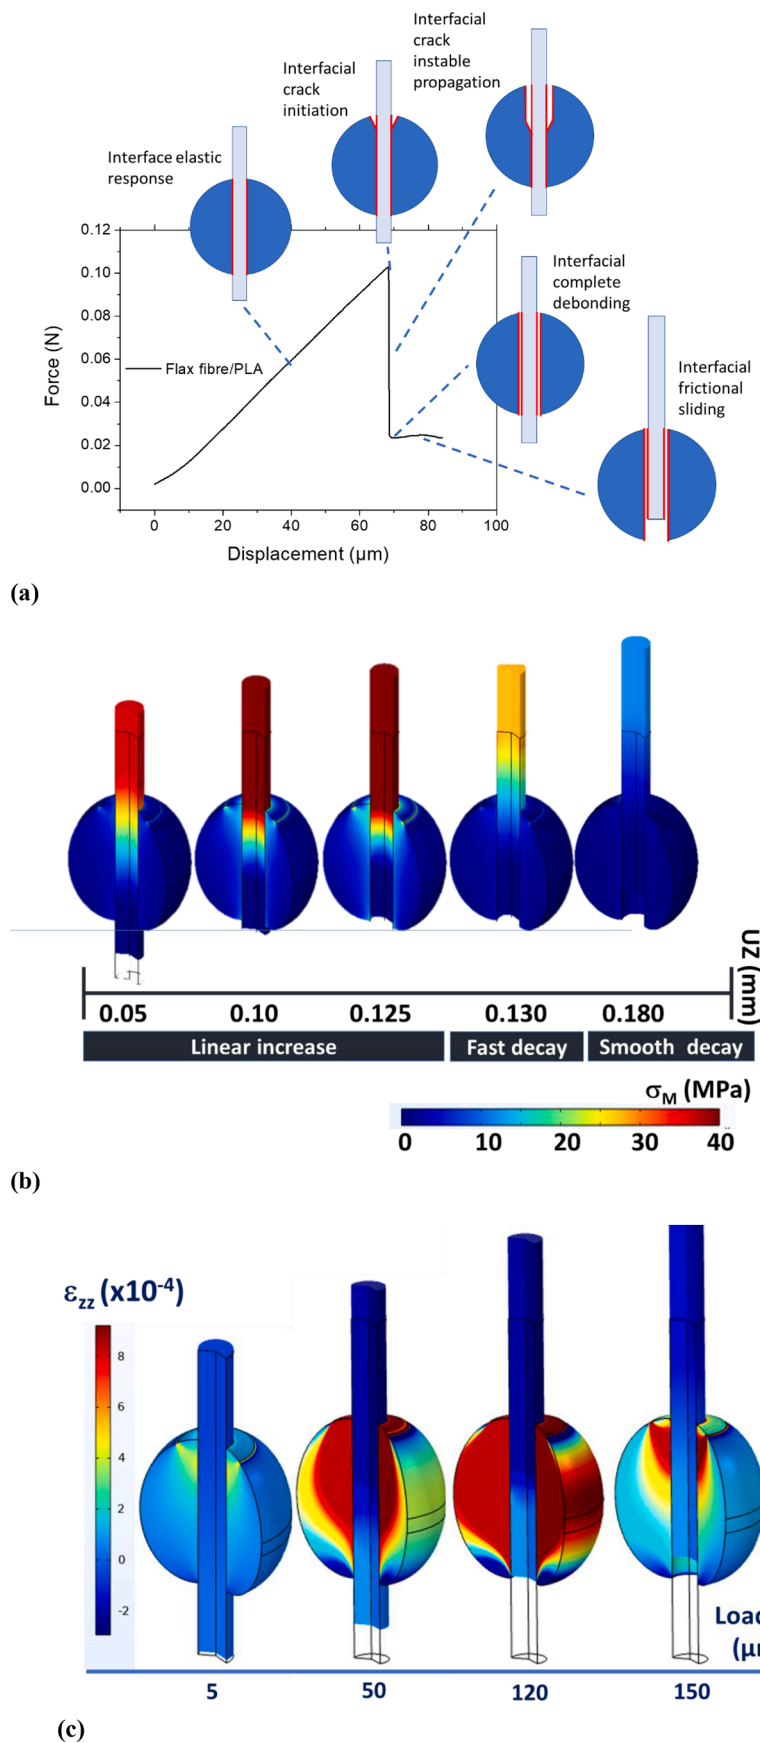 Interfacial
crack
instable
propagation
Interfacial
crack
initiation
Interface elastic
response
Interfacial
complete
debonding
Interfacial
frictional
sliding
0.12
0.10
0.08
0.06
0.04
0.02
0.00
Force (N)
Flax fibre/PLA
0
20
40
60
80
100
Displacement (µm)
(a)
UZ (mm)
0.05 0.10 0.125 0.130 0.180
Linear increase Fast decay Smooth decay
σM (MPa)
0 10 20 30 40
(b)
εzz (x10-4)
8
6
4
2
0
-2
Load
(µ
5 50 120 150
(c)